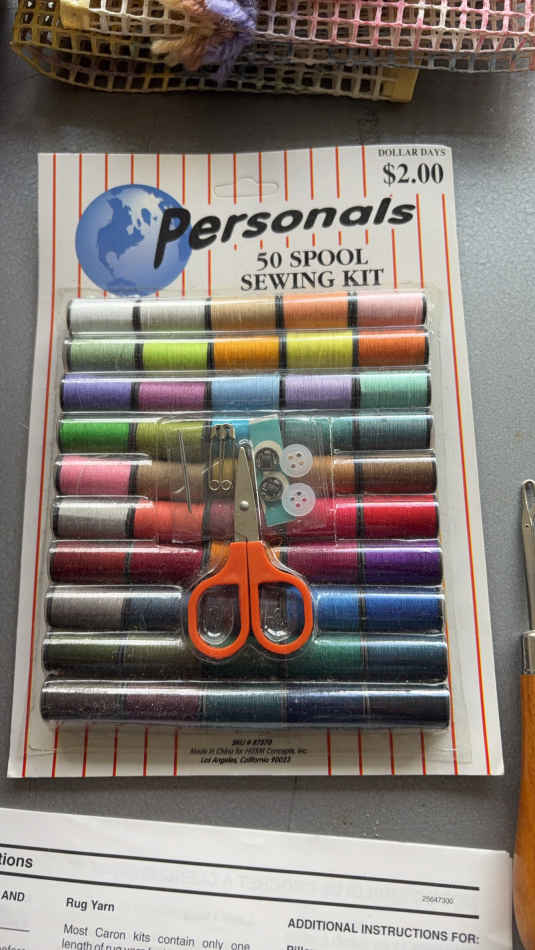 DOLLAR DAYS
$2.00
Personals
50 SPOOL
SEWING KIT
SKU # 87370
Made in China for HYSM Concepts, Inc.
Los Angeles, California 90023
tions
25647300
AND
Rug Yarn
ADDITIONAL INSTRUCTIONS FOR:
Most Caron kits contain only one
length of rug yarn